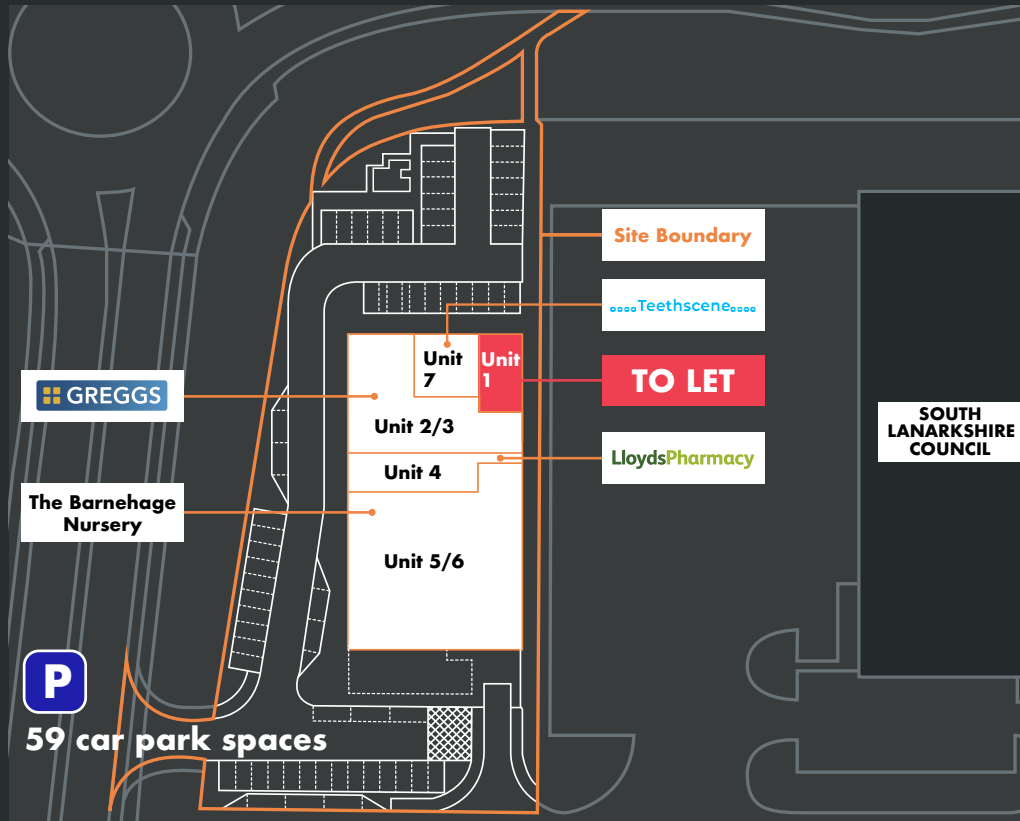 Site Boundary
Teethscene
Unit
7
Unit
1
TO LET
GREGGS
Unit 2/3
SOUTH
LANARKSHIRE
COUNCIL
LloydsPharmacy
Unit 4
The Barnehage
Nursery
Unit 5/6
P
59 car park spaces